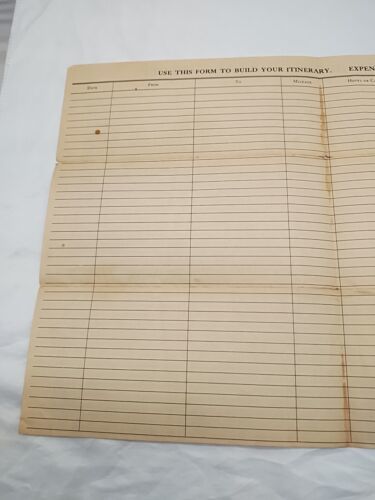 USE THIS FORM TO BUILD YOUR ITINERARY. EXPEN
DATE FROM TO MILEAGE HOTEL OR C